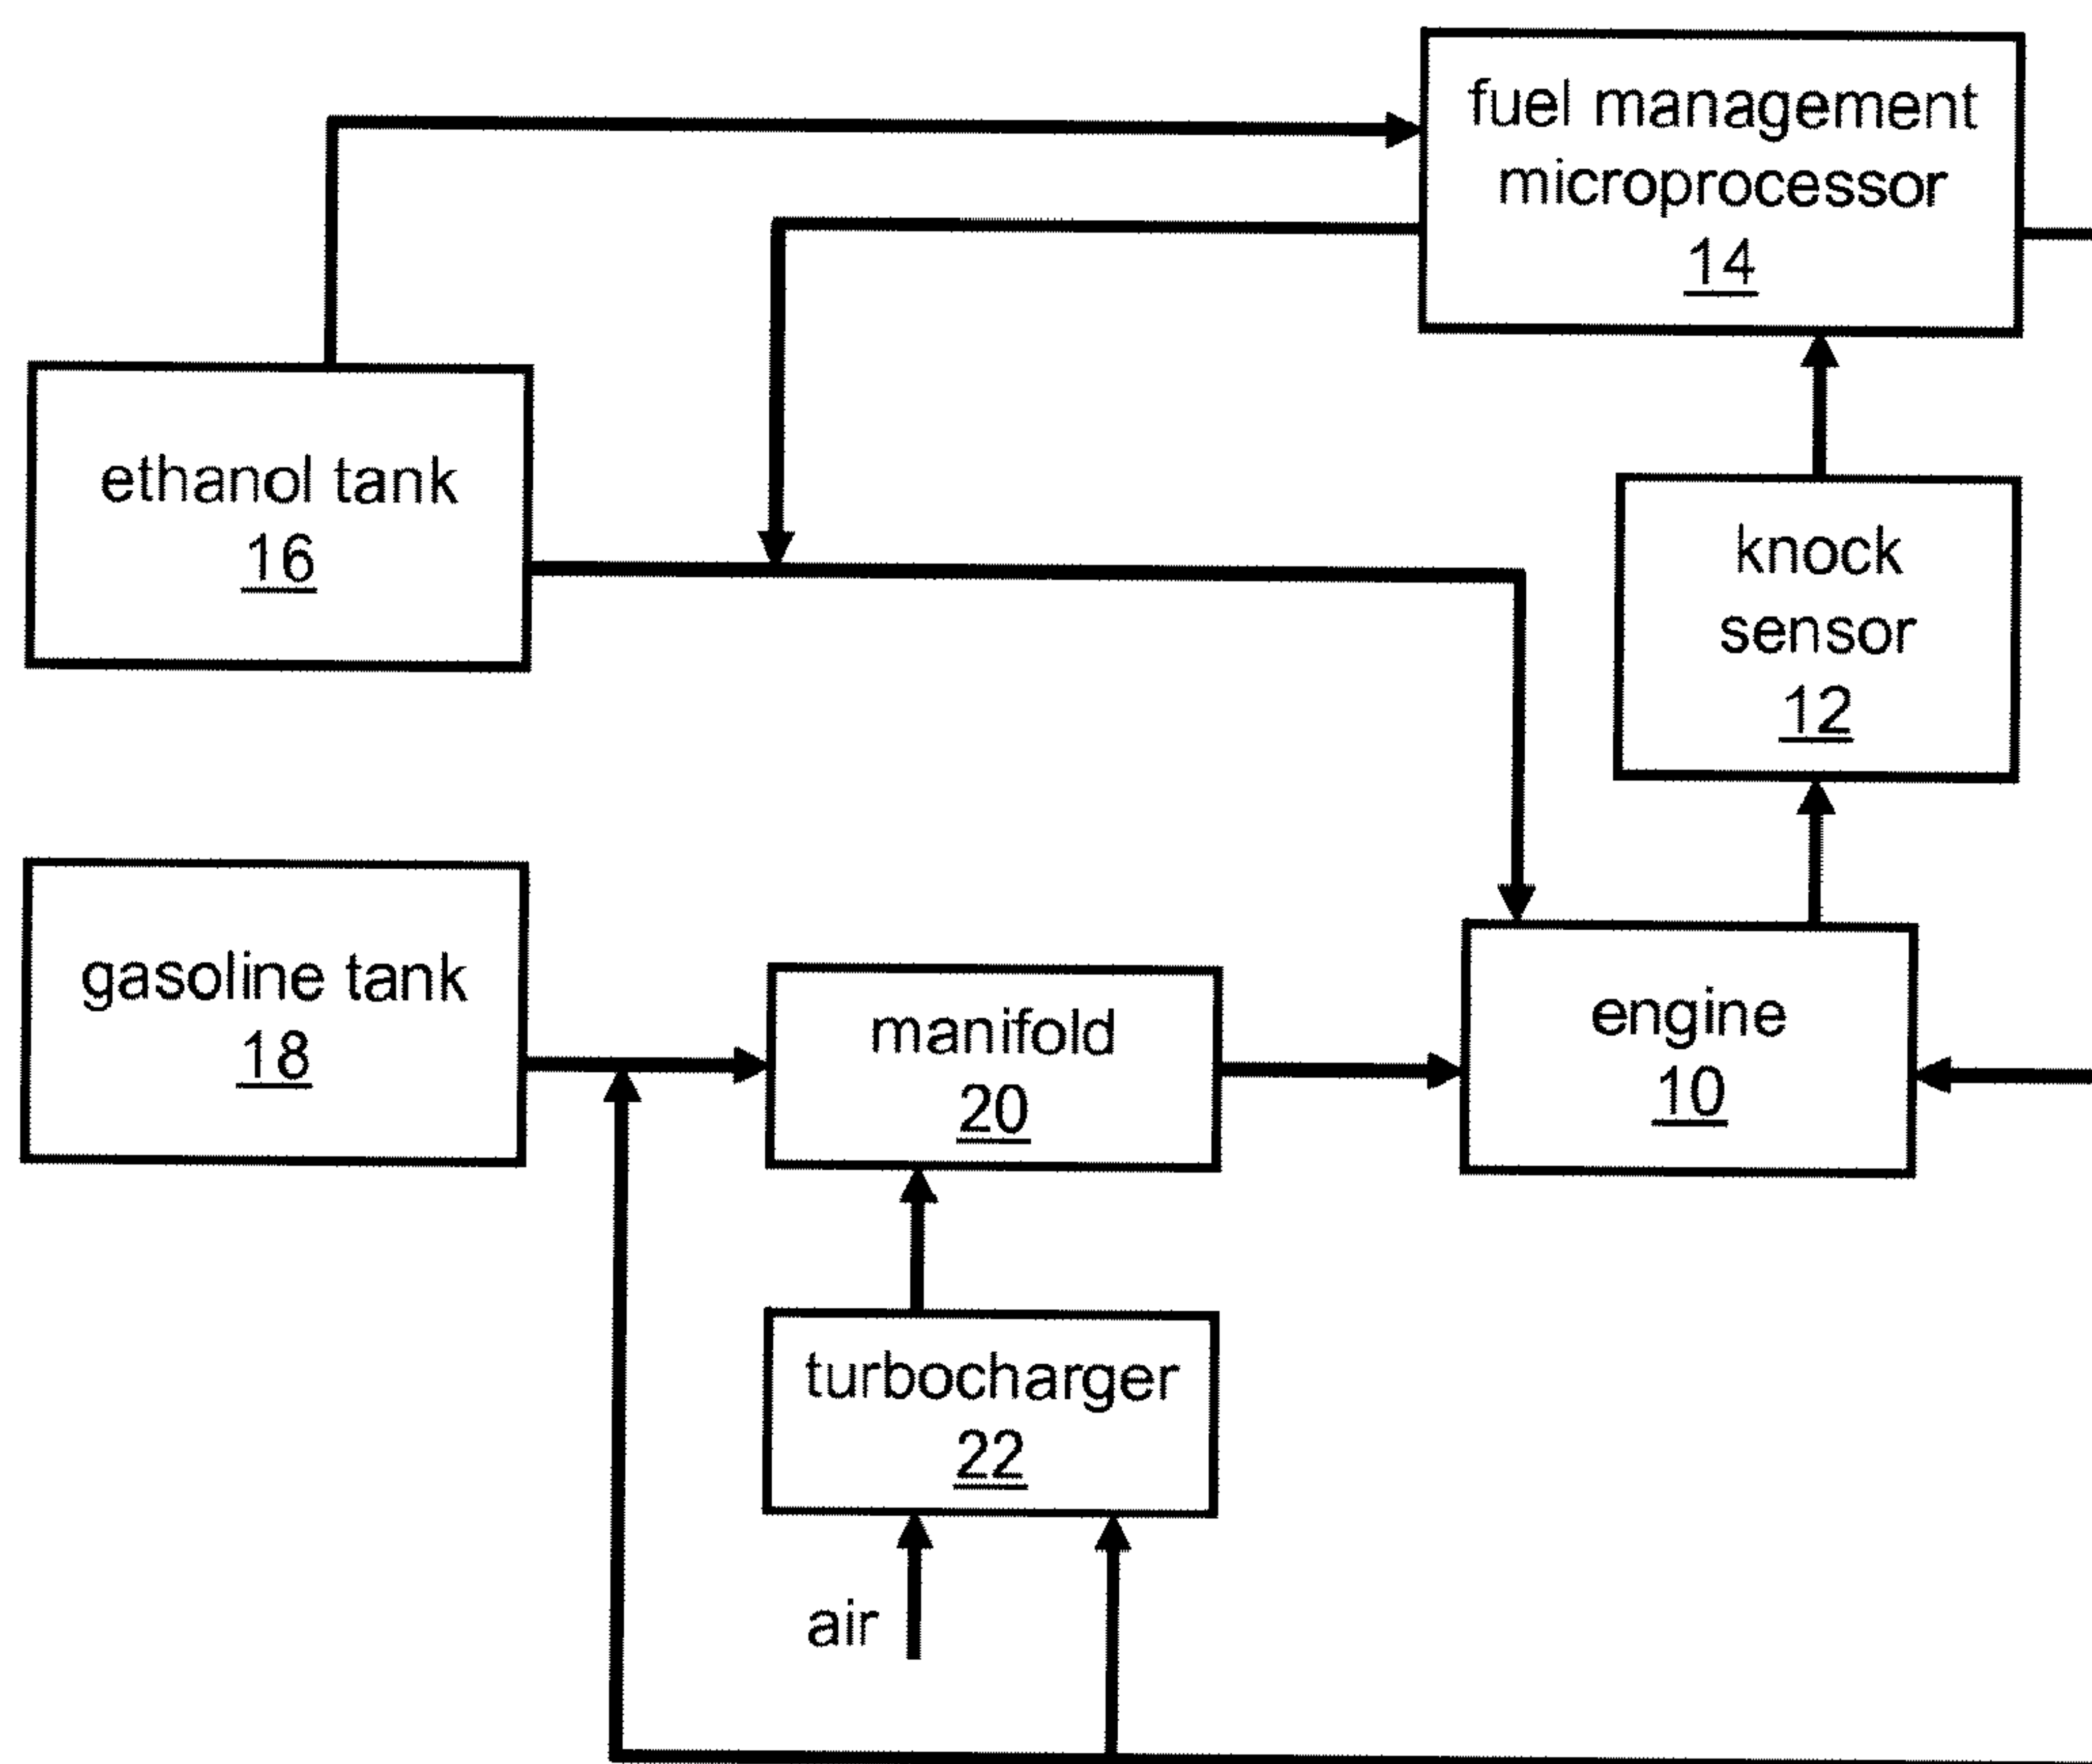 fuel management
microprocessor
14
ethanol tank
16
knock
sensor
12
gasoline tank
18
manifold
20
engine
10
turbocharger
22
air